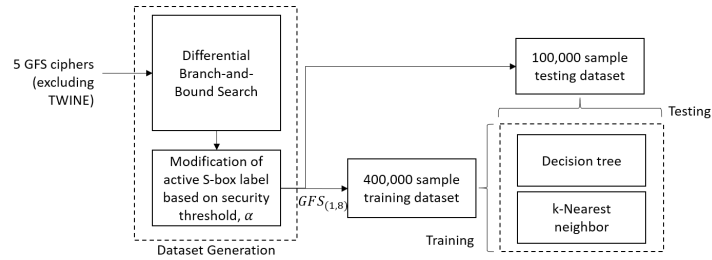 5 GFS ciphers
(excluding
TWINE)
Differential
Branch-and-
Bound Search
Modification of
active S-box label
based on security
threshold, α
Dataset Generation
GFS(1,8)
400,000 sample
training dataset
100,000 sample
testing dataset
Testing
Training
Decision tree
k-Nearest
neighbor